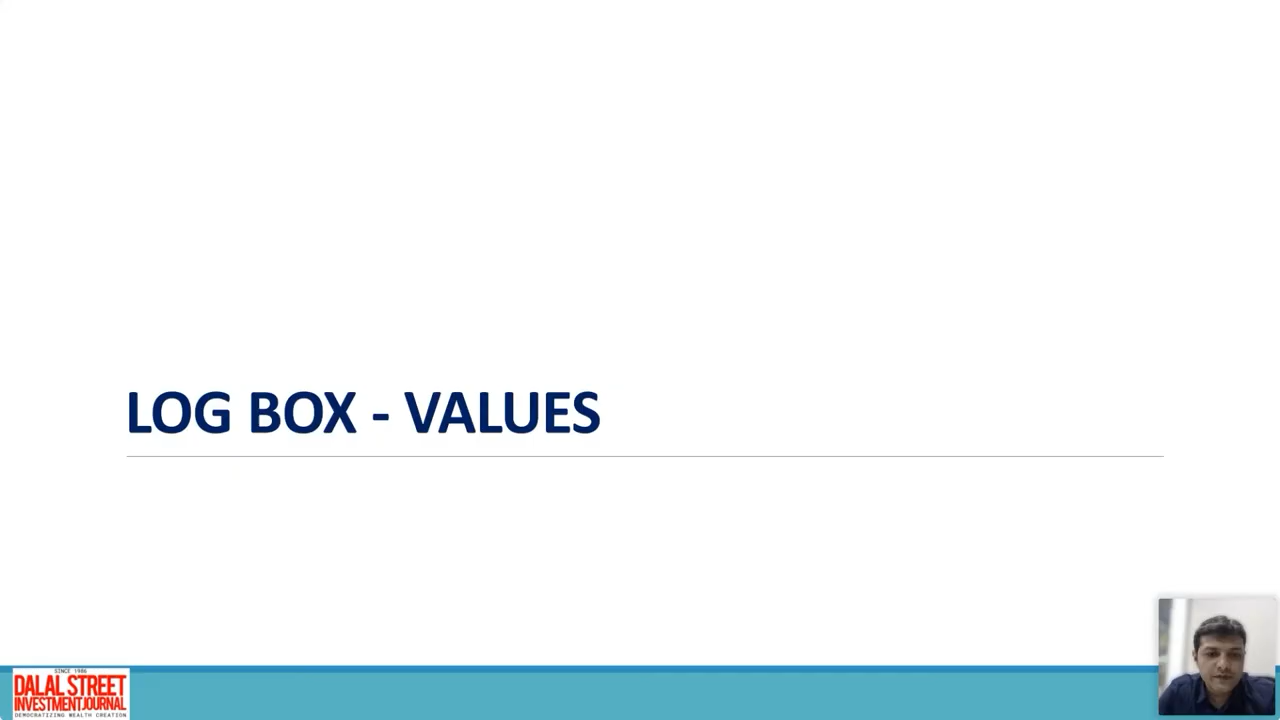 LOG BOX - VALUES
SINCE 1986
DALAL STREET
INVESTMENT JOURNAL
DEMOCRATIZING WEALTH CREATION